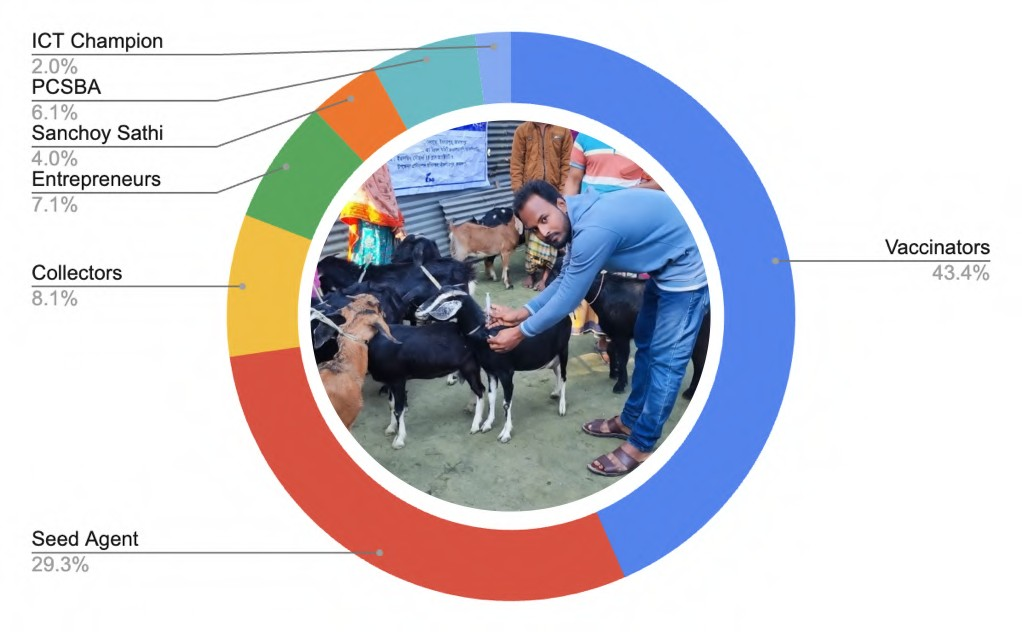 ICT Champion
2.0%
PCSBA
6.1%
Sanchoy Sathi
4.0%
Entrepreneurs
7.1%
Collectors
8.1%
Seed Agent
29.3%
Vaccinators
43.4%